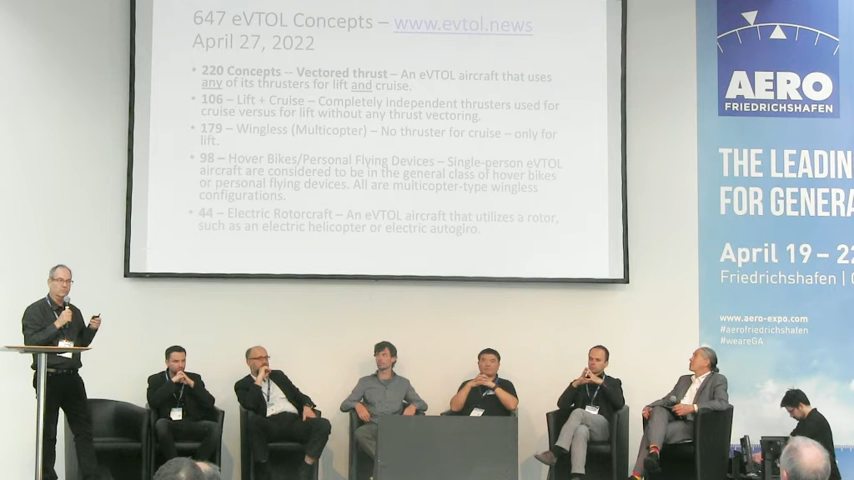 647 eVTOL Concepts – www.evtol.news
April 27, 2022
• 220 Concepts -- Vectored thrust – An eVTOL aircraft that uses
any of its thrusters for lift and cruise.
• 106 – Lift + Cruise – Completely independent thrusters used for
cruise versus for lift without any thrust vectoring.
• 179 – Wingless (Multicopter) – No thruster for cruise – only for
lift.
• 98 – Hover Bikes/Personal Flying Devices – Single-person eVTOL
aircraft are considered to be in the general class of hover bikes
or personal flying devices. All are multicopter-type wingless
configurations.
• 44 – Electric Rotorcraft – An eVTOL aircraft that utilizes a rotor,
such as an electric helicopter or electric autogiro.
AERO
FRIEDRICHSHAFEN
THE LEADIN
FOR GENERA
April 19 – 22
Friedrichshafen |
www.aero-expo.com
#aerofriedrichshafen
#weareGA